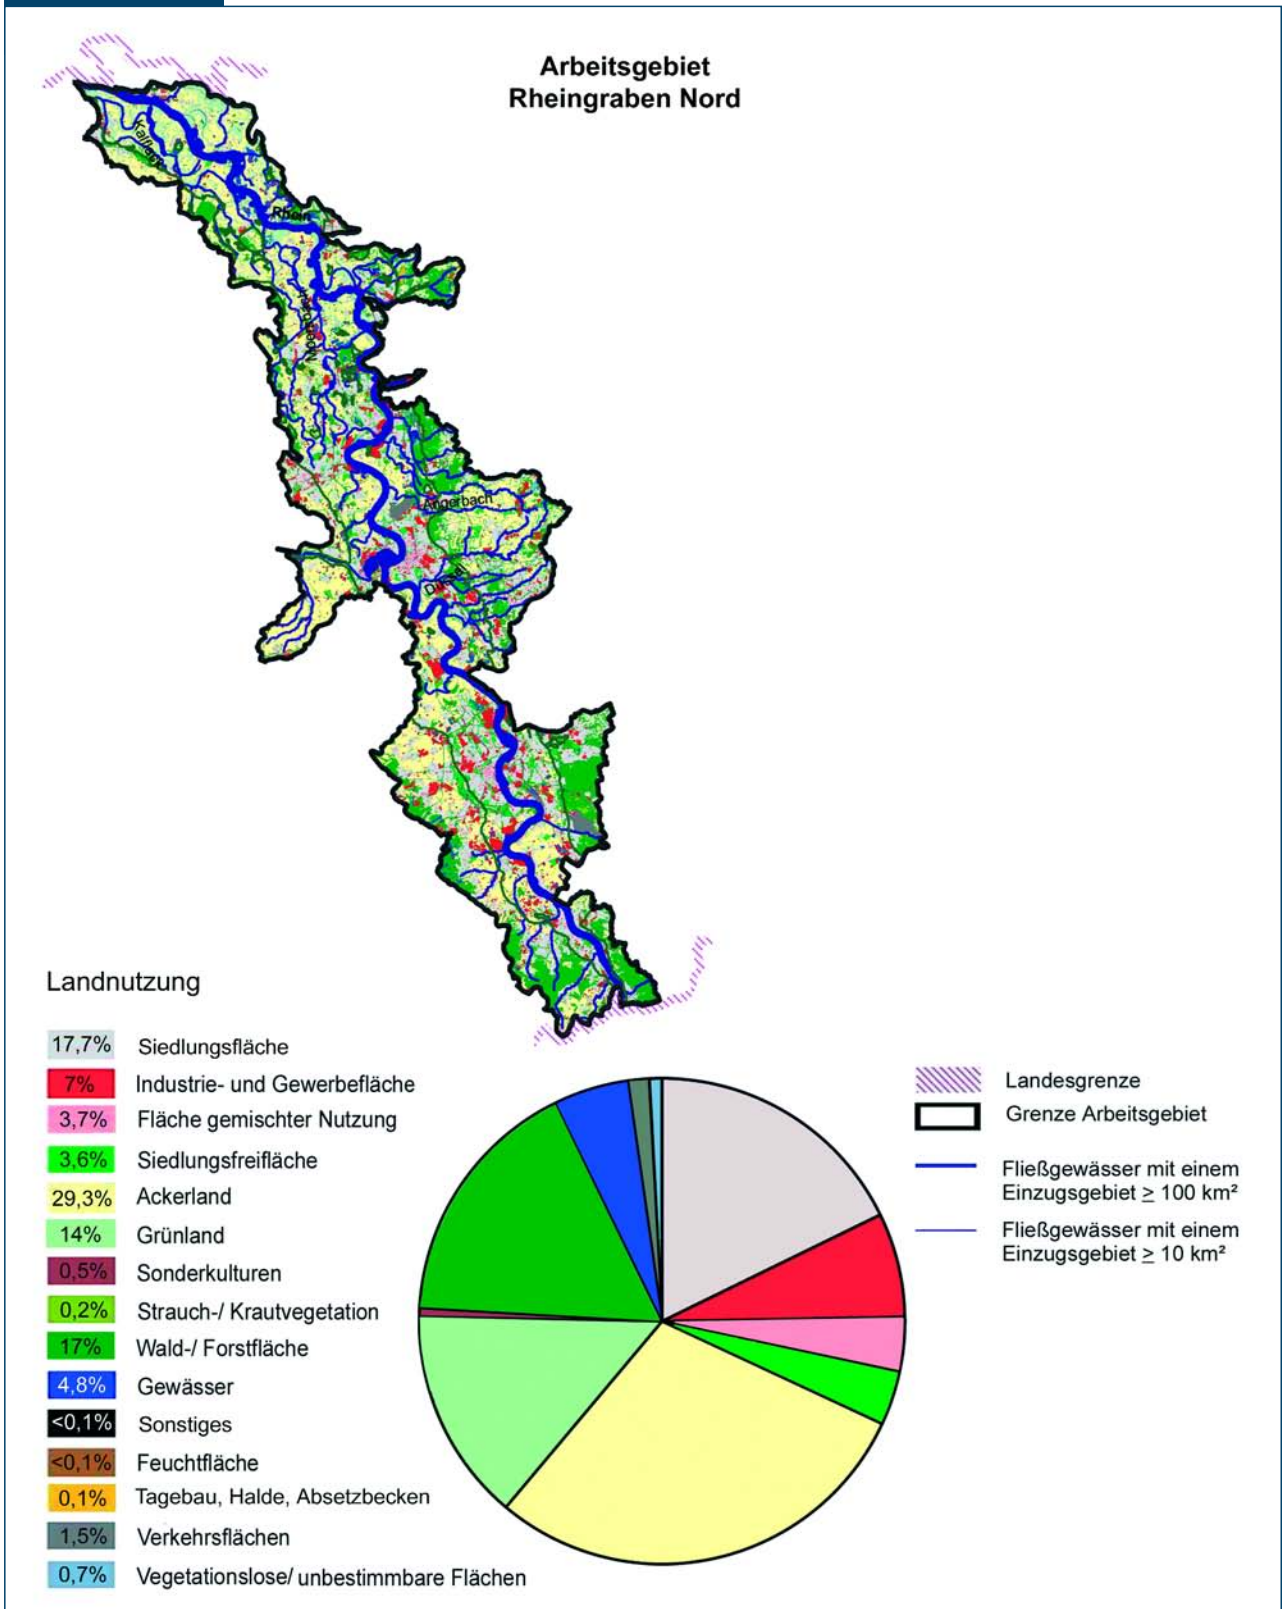 Arbeitsgebiet
Rheingraben Nord
Kalflack
Rhein
Moersbach
Angerbach
Düssel
Landnutzung
17,7% Siedlungsfläche
7% Industrie- und Gewerbefläche
3,7% Fläche gemischter Nutzung
3,6% Siedlungsfreifläche
29,3% Ackerland
14% Grünland
0,5% Sonderkulturen
0,2% Strauch-/ Krautvegetation
17% Wald-/ Forstfläche
4,8% Gewässer
<0,1% Sonstiges
<0,1% Feuchtfläche
0,1% Tagebau, Halde, Absetzbecken
1,5% Verkehrsflächen
0,7% Vegetationslose/ unbestimmbare Flächen
Landesgrenze
Grenze Arbeitsgebiet
Fließgewässer mit einem
Einzugsgebiet ≥ 100 km²
Fließgewässer mit einem
Einzugsgebiet ≥ 10 km²